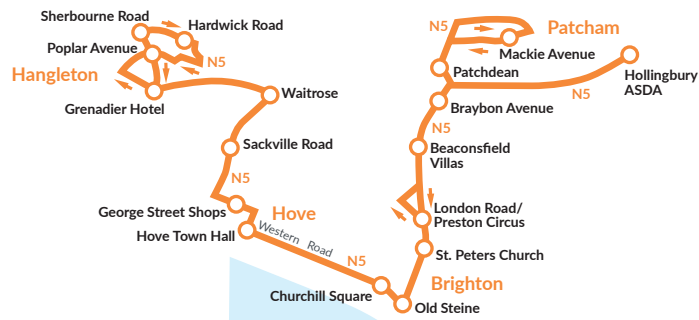 Sherbourne Road
Hardwick Road
Poplar Avenue
N5
Hangleton
Grenadier Hotel
Waitrose
Sackville Road
N5
George Street Shops
Hove
Hove Town Hall
Western Road
N5
Churchill Square
Old Steine
Brighton
St. Peters Church
London Road/
Preston Circus
Beaconsfield
Villas
N5
Braybon Avenue
Patchdean
N5
Mackie Avenue
Patcham
Hollingbury
ASDA
N5